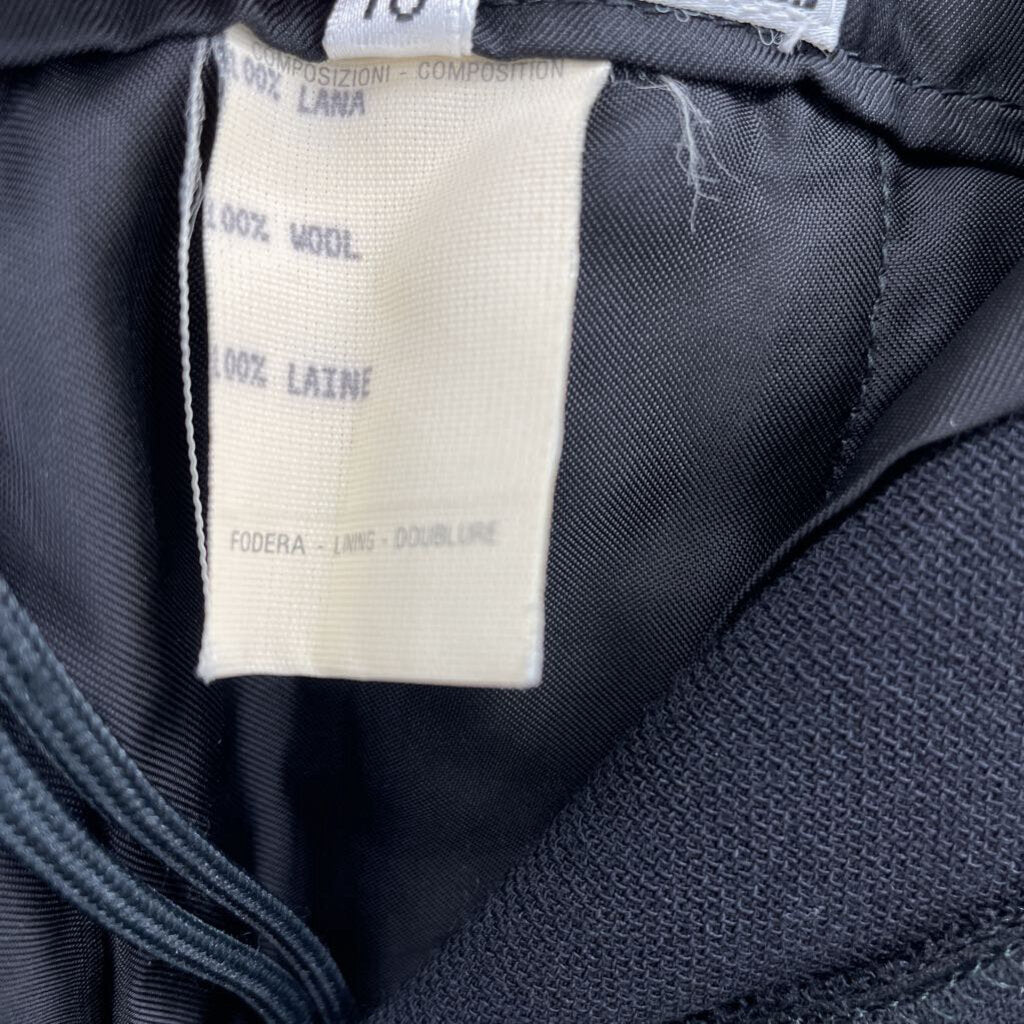 COMPOSIZIONI - COMPOSITION
100% LANA
100% WOOL
100% LAINE
FODERA - LINING - DOUBLURE